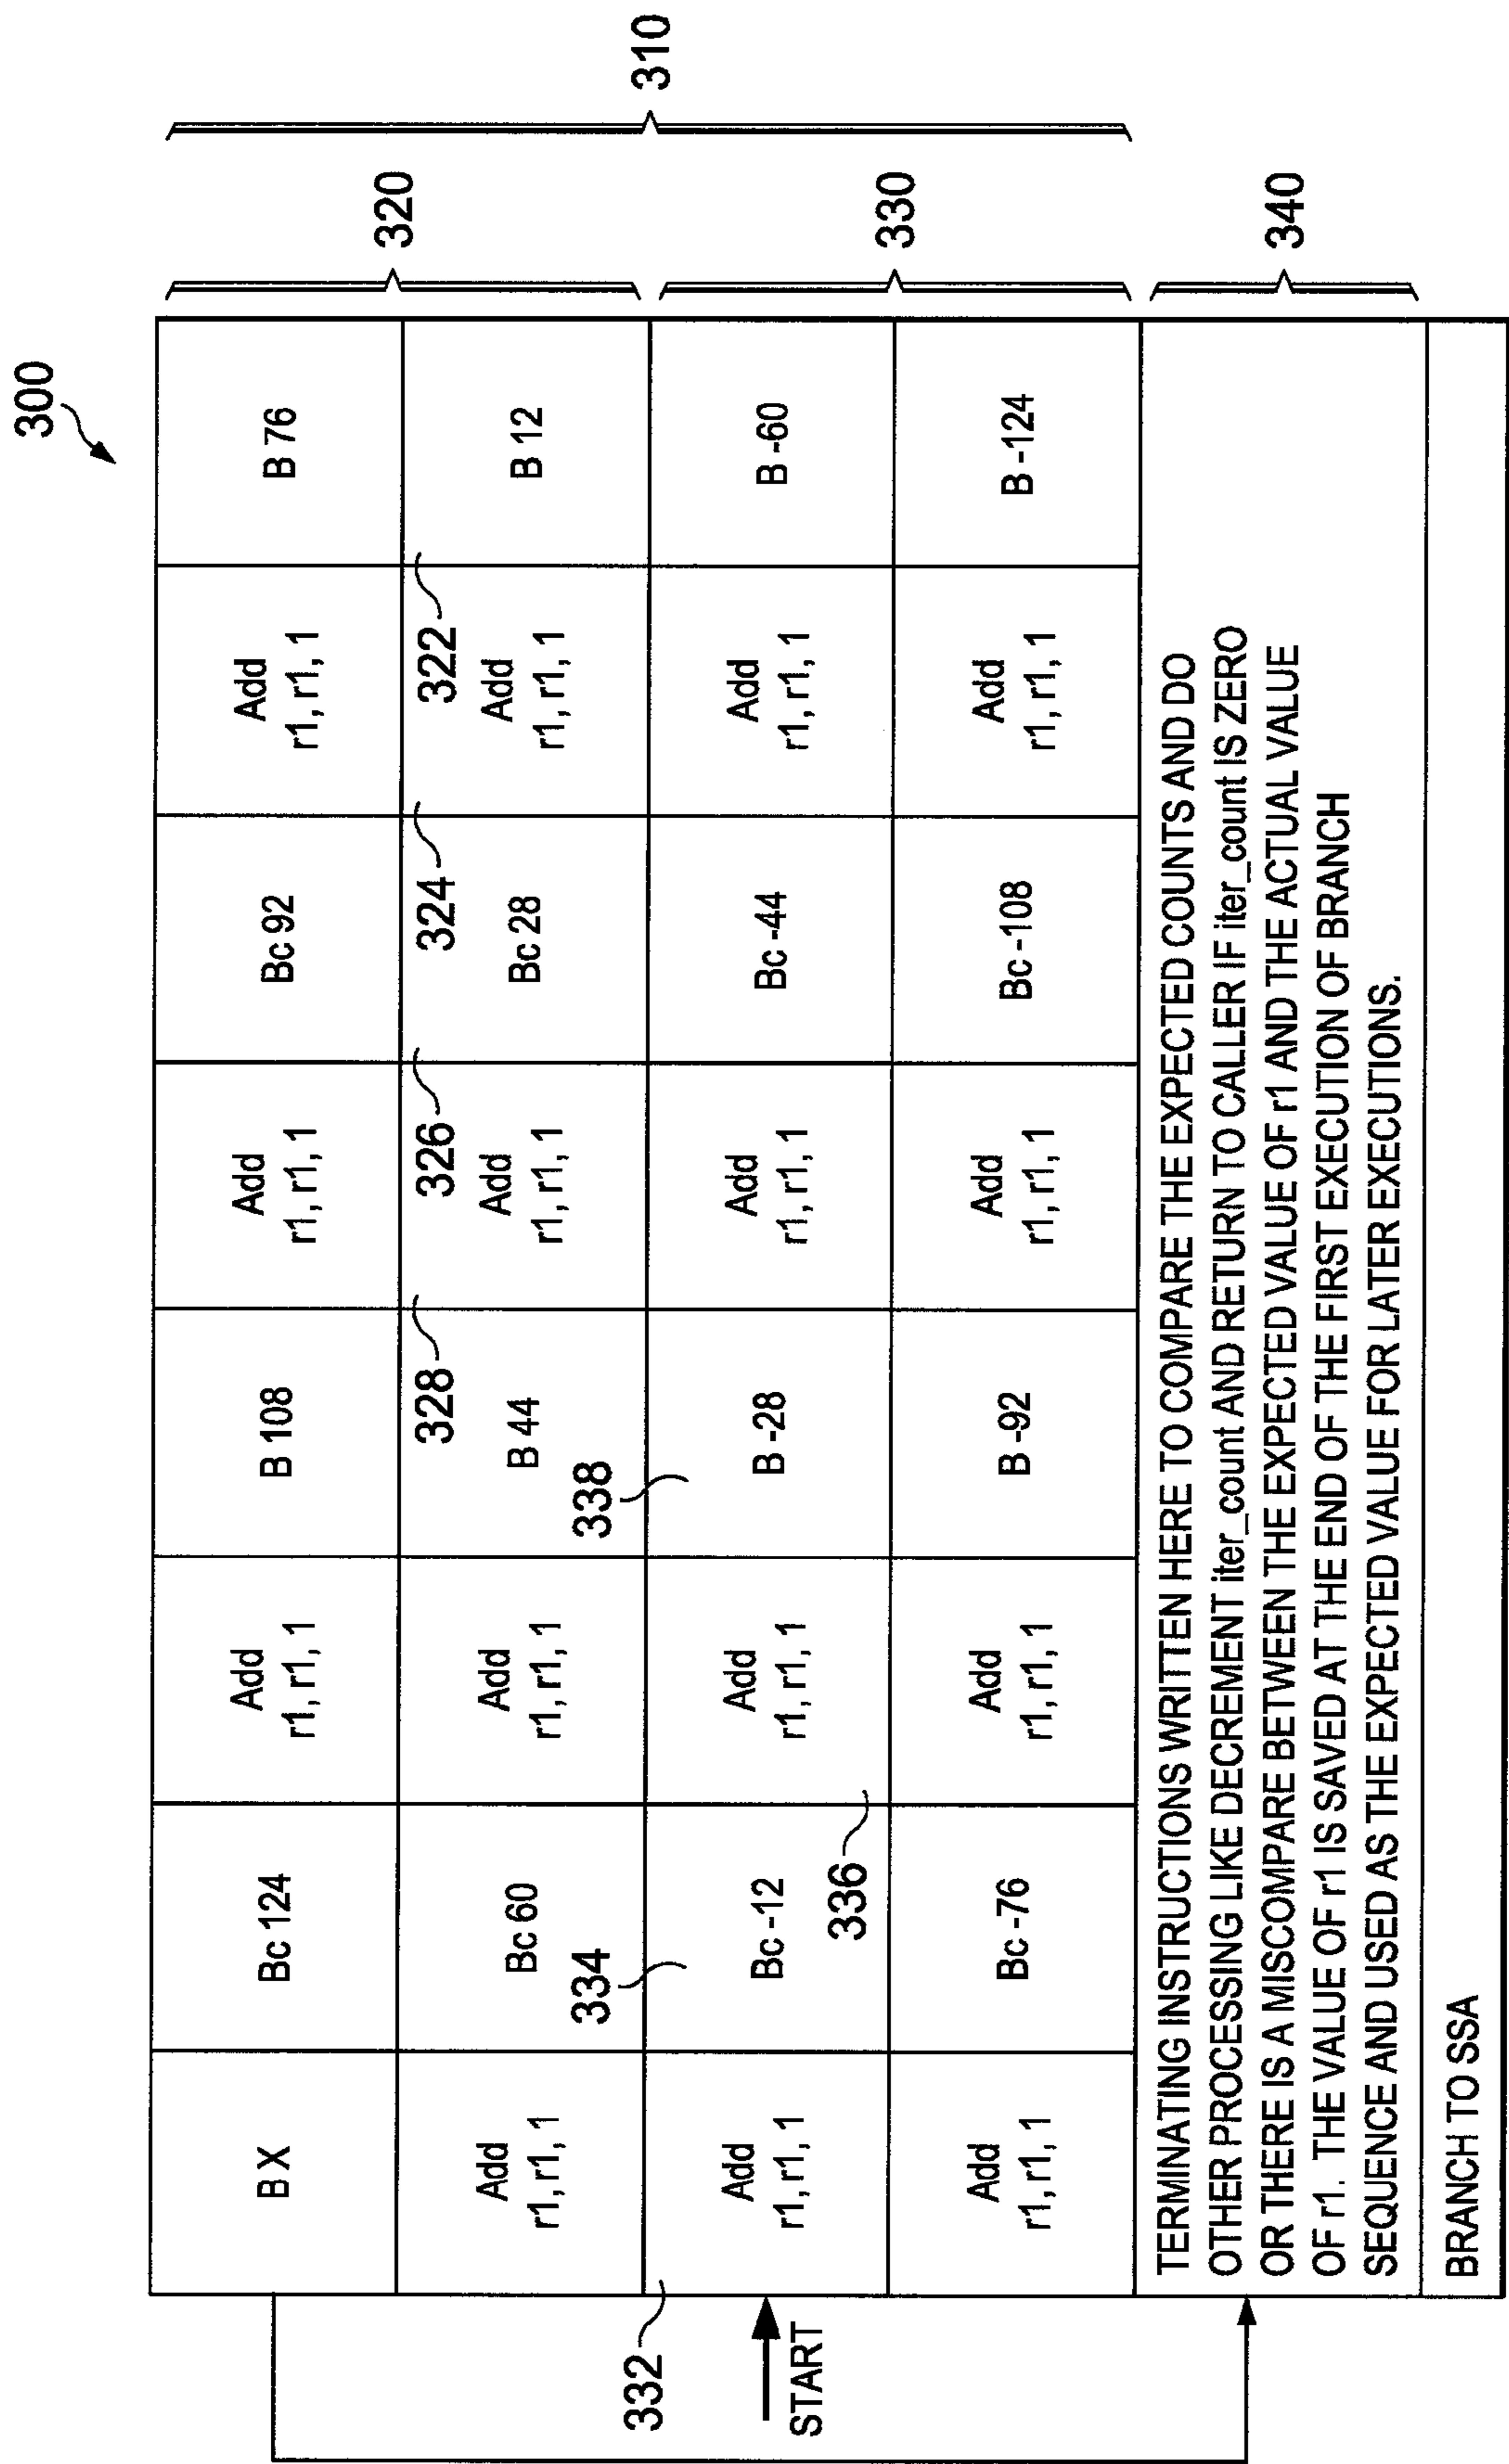 300
310
320
330
340
B X
Bc 124
Add
r1, r1, 1
B 108
Add
r1, r1, 1
Bc 92
Add
r1, r1, 1
B 76
Add
r1, r1, 1
Bc 60
Add
r1, r1, 1
B 44
Add
r1, r1, 1
Bc 28
Add
r1, r1, 1
B 12
334
338
328
326
324
322
332
START
Add
r1, r1, 1
Bc -12
Add
r1, r1, 1
B -28
Add
r1, r1, 1
Bc -44
Add
r1, r1, 1
B -60
336
Add
r1, r1, 1
Bc -76
Add
r1, r1, 1
B -92
Add
r1, r1, 1
Bc -108
Add
r1, r1, 1
B -124
TERMINATING INSTRUCTIONS WRITTEN HERE TO COMPARE THE EXPECTED COUNTS AND DO
OTHER PROCESSING LIKE DECREMENT iter_count AND RETURN TO CALLER IF iter_count IS ZERO
OR THERE IS A MISCOMPARE BETWEEN THE EXPECTED VALUE OF r1 AND THE ACTUAL VALUE
OF r1. THE VALUE OF r1 IS SAVED AT THE END OF THE FIRST EXECUTION OF BRANCH
SEQUENCE AND USED AS THE EXPECTED VALUE FOR LATER EXECUTIONS.
BRANCH TO SSA